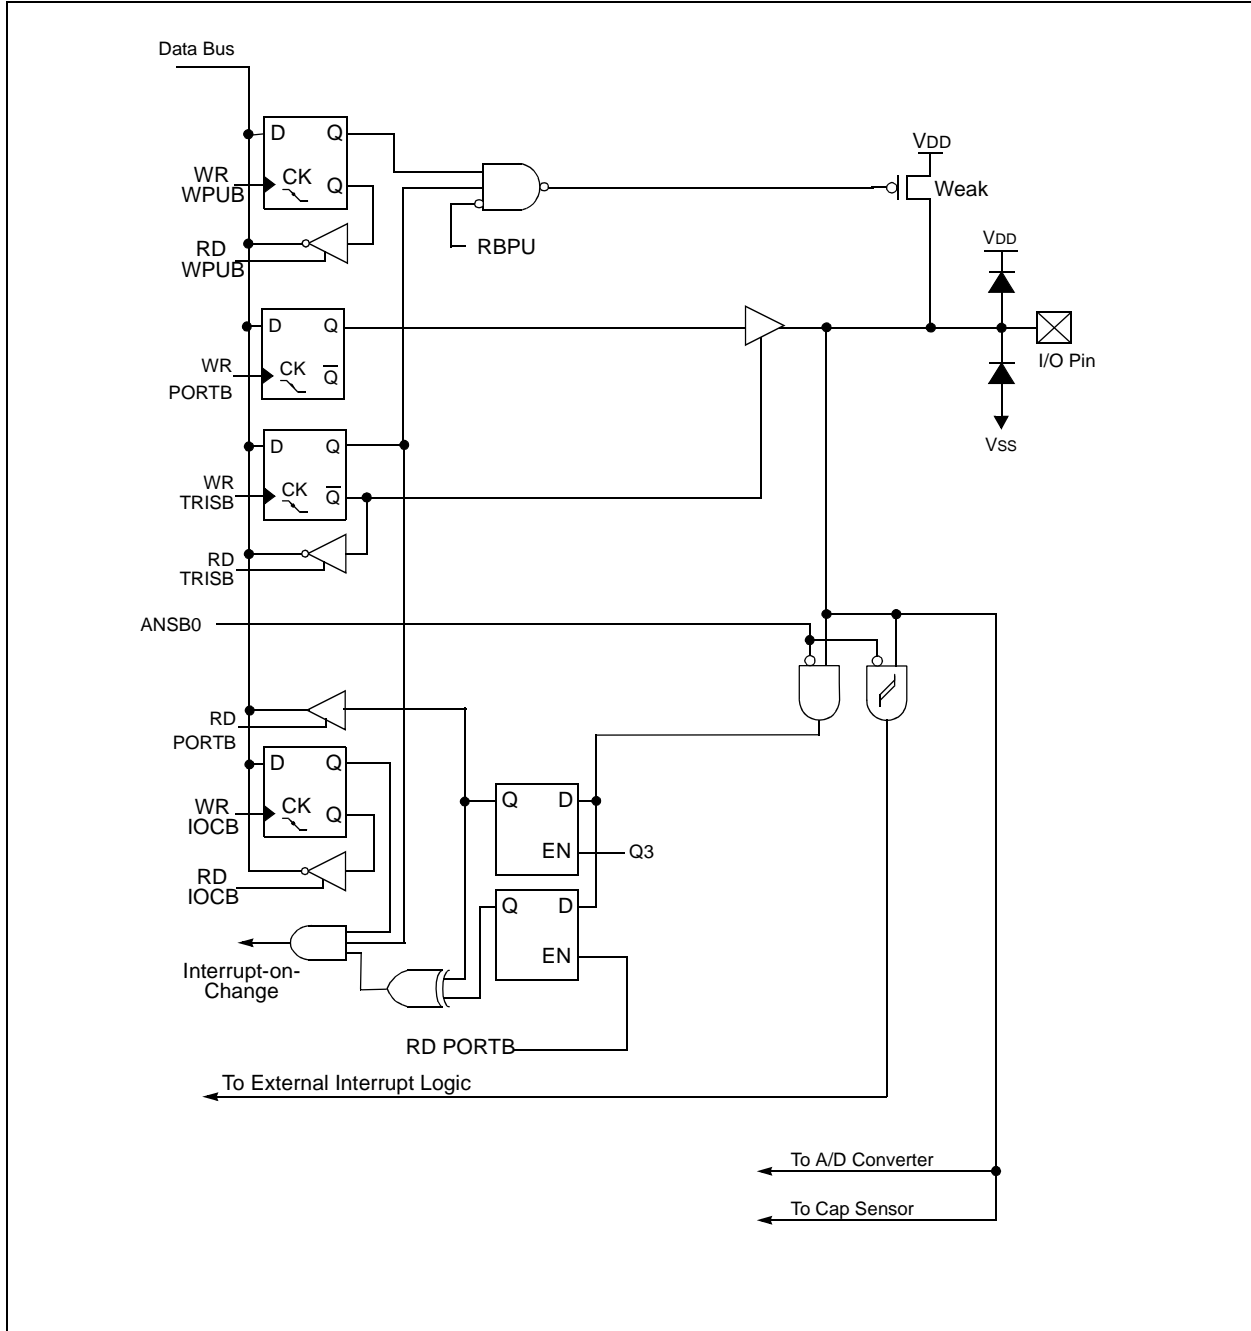 Data Bus
D Q
WR
WPUB
CK
Q
RD
WPUB
RBPU
VDD
Weak
VDD
D Q
WR
PORTB
CK
Q
I/O Pin
VSS
D Q
WR
TRISB
CK
Q
RD
TRISB
ANSB0
RD
PORTB
D Q
WR
IOCB
CK
Q
RD
IOCB
Q D
EN
Q3
Q D
EN
Interrupt-on-
Change
RD PORTB
To External Interrupt Logic
To A/D Converter
To Cap Sensor